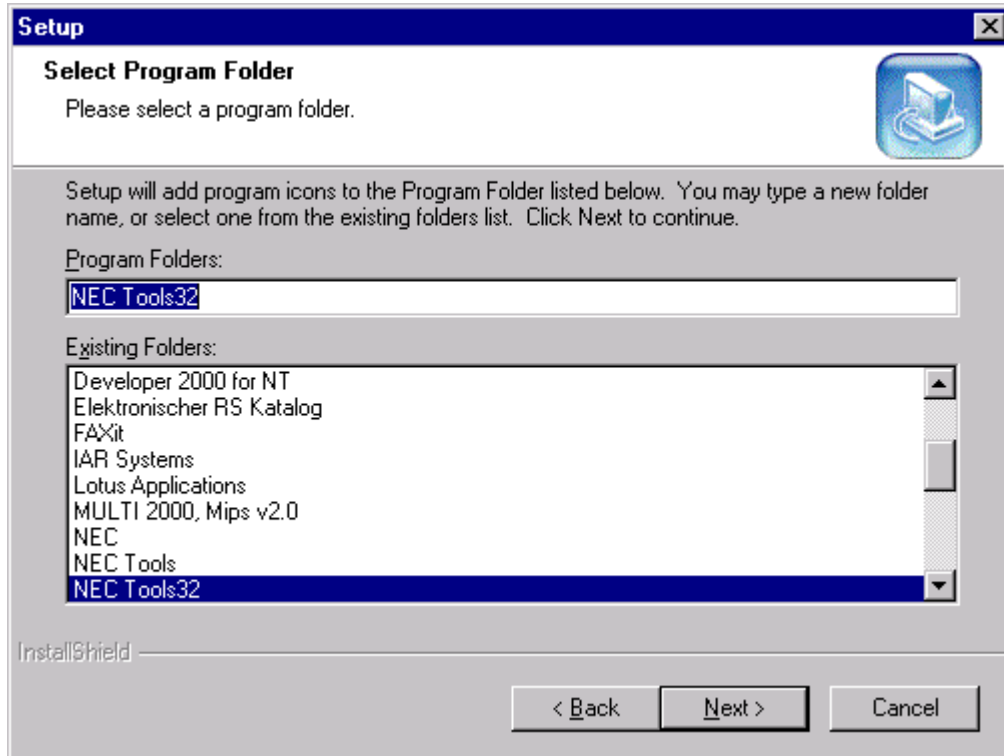 Setup
Select Program Folder
Please select a program folder.
Setup will add program icons to the Program Folder listed below.  You may type a new folder
name, or select one from the existing folders list.  Click Next to continue.
Program Folders:
NEC Tools32
Existing Folders:
Developer 2000 for NT
Elektronischer RS Katalog
FAXit
IAR Systems
Lotus Applications
MULTI 2000, Mips v2.0
NEC
NEC Tools
NEC Tools32
InstallShield
< Back
Next >
Cancel